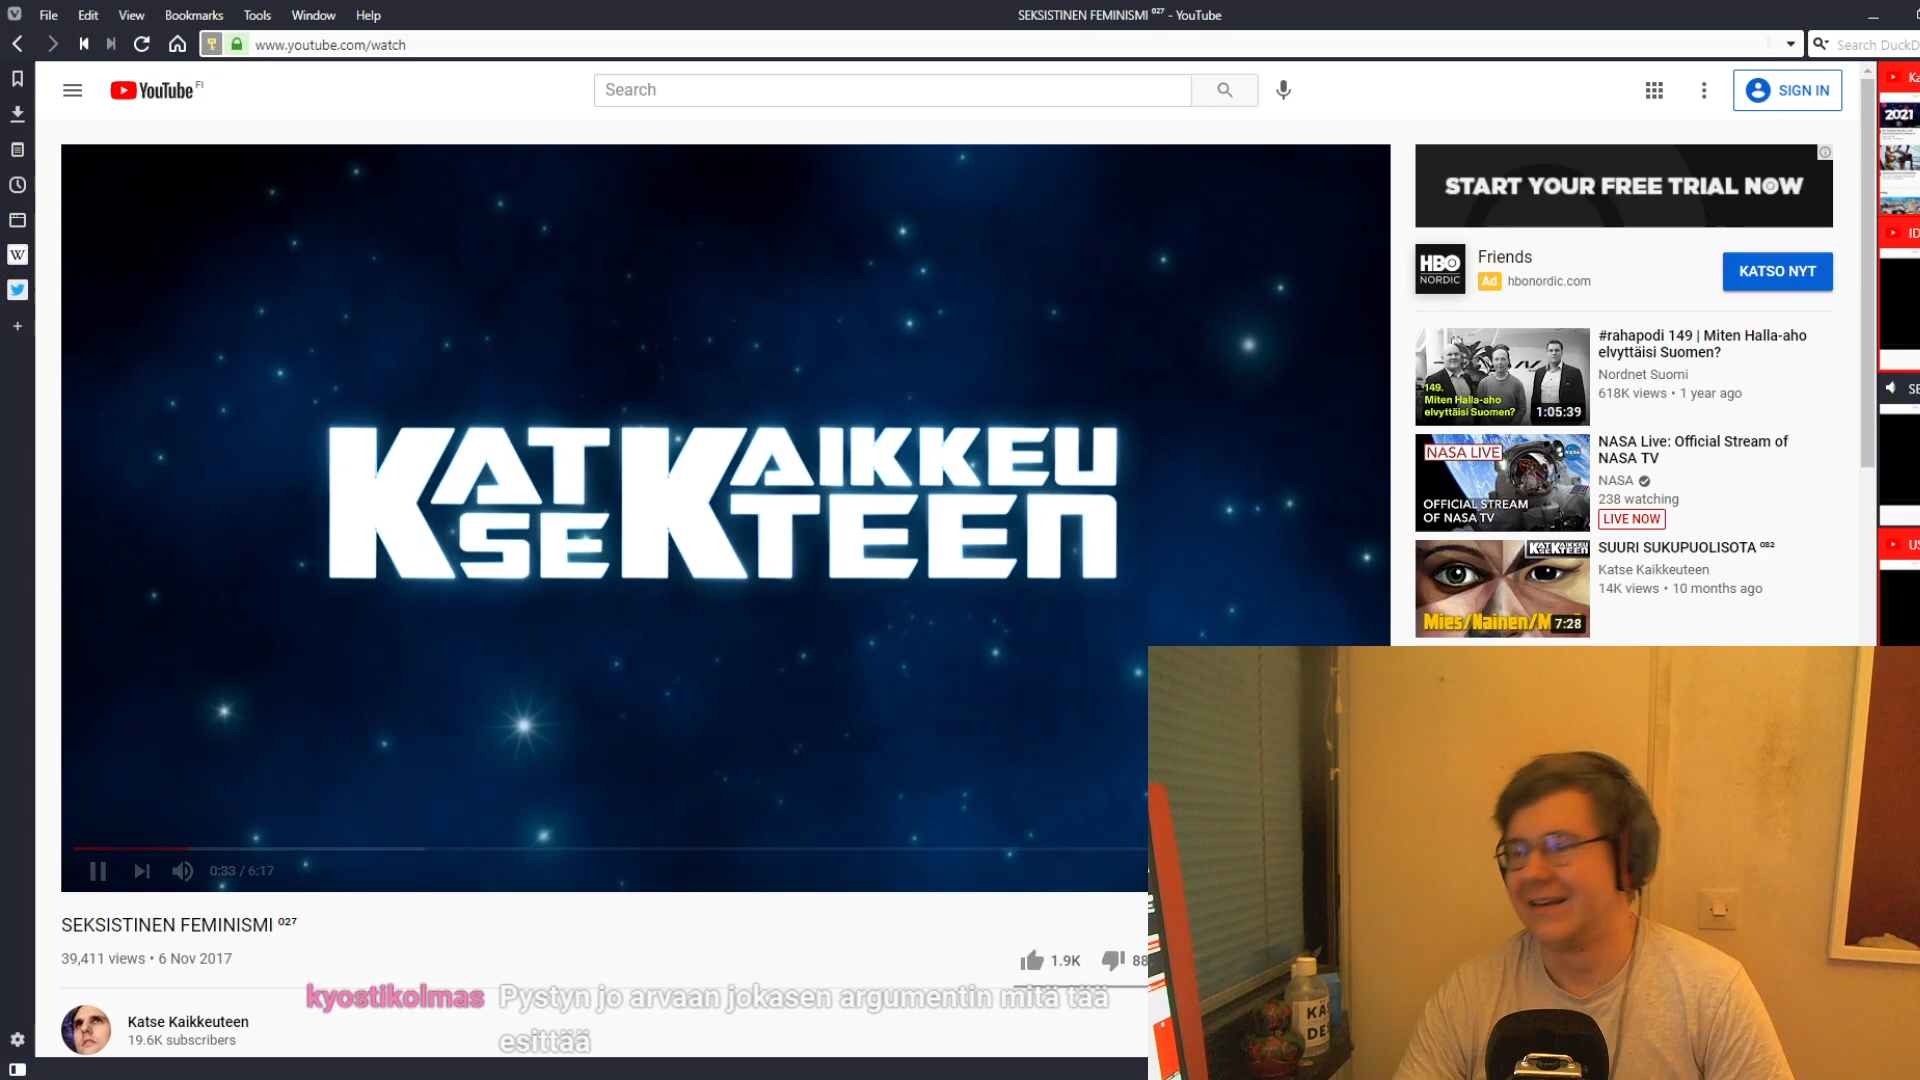 File Edit View Bookmarks Tools Window Help
SEKSISTINEN FEMINISMI ⁰²⁷ - YouTube
www.youtube.com/watch
Search DuckD
YouTube FI
Search
SIGN IN
KATSE KAIKKEUTEEN
START YOUR FREE TRIAL NOW
HBO
NORDIC
Friends
Ad hbonordic.com
KATSO NYT
149.
Miten Halla-aho
elvyttäisi Suomen?
1:05:39
#rahapodi 149 | Miten Halla-aho
elvyttäisi Suomen?
Nordnet Suomi
618K views • 1 year ago
NASA LIVE
OFFICIAL STREAM
OF NASA TV
NASA Live: Official Stream of
NASA TV
NASA
238 watching
LIVE NOW
KATSE KAIKKEUTEEN
Mies/Nainen/M
7:28
SUURI SUKUPUOLISOTA ⁰⁸²
Katse Kaikkeuteen
14K views • 10 months ago
2021
0:33 / 6:17
SEKSISTINEN FEMINISMI ⁰²⁷
39,411 views • 6 Nov 2017
1.9K
88
Katse Kaikkeuteen
19.6K subscribers
kyostikolmas Pystyn jo arvaan jokasen argumentin mitä tää
esittää
W